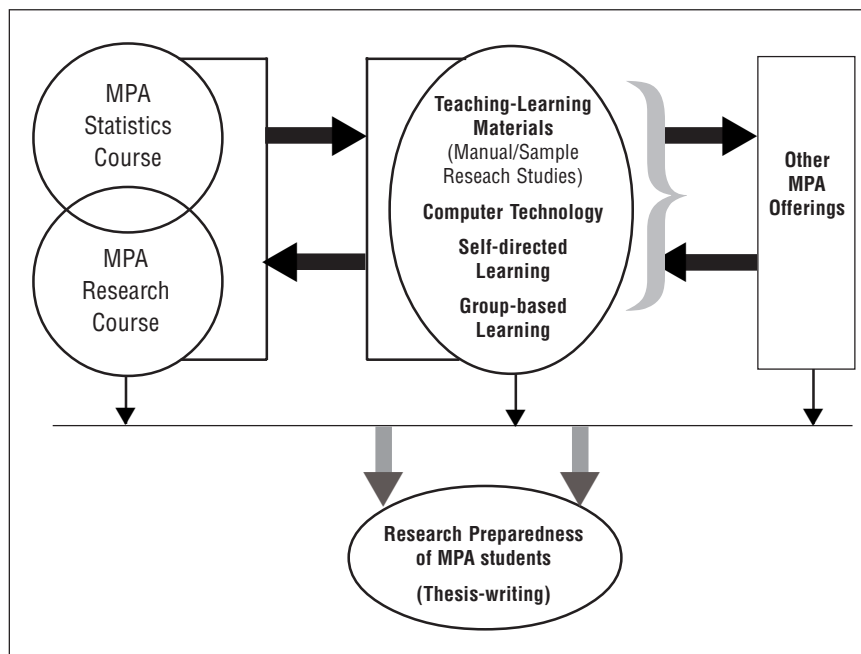 MPA
Statistics
Course
MPA
Research
Course
Teaching-Learning
Materials
(Manual/Sample
Reseach Studies)
Computer Technology
Self-directed
Learning
Group-based
Learning
Other
MPA
Offerings
Research Preparedness
of MPA students
(Thesis-writing)